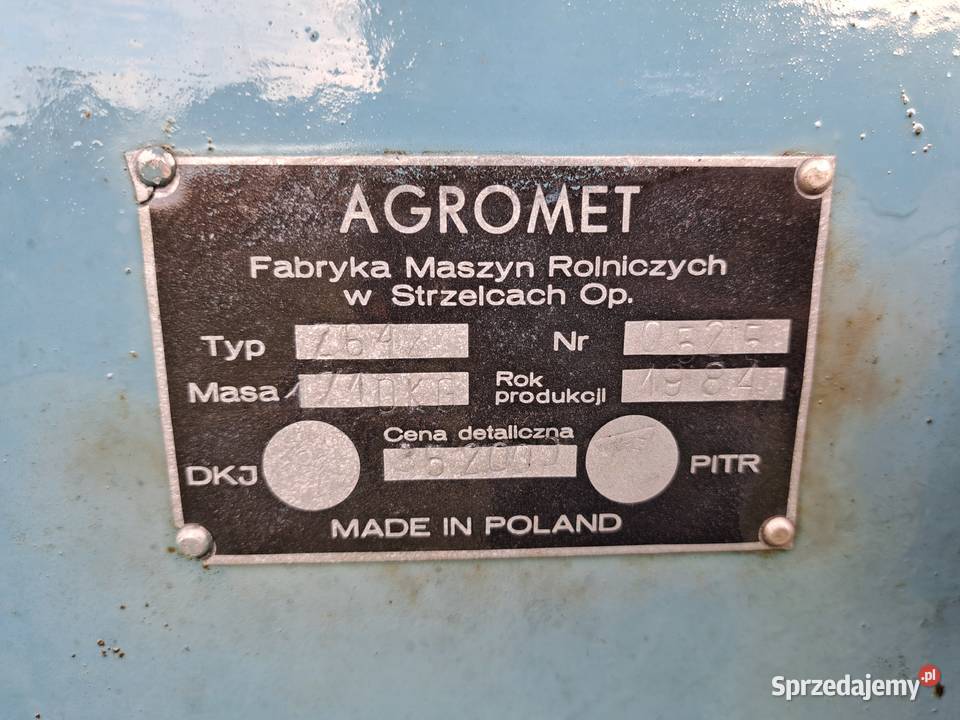 AGROMET
Fabryka Maszyn Rolniczych
w Strzelcach Op.
Typ Nr 0525
Masa Rok produkcji 1984
Cena detaliczna
DKJ PITR
MADE IN POLAND
Sprzedajemy.pl